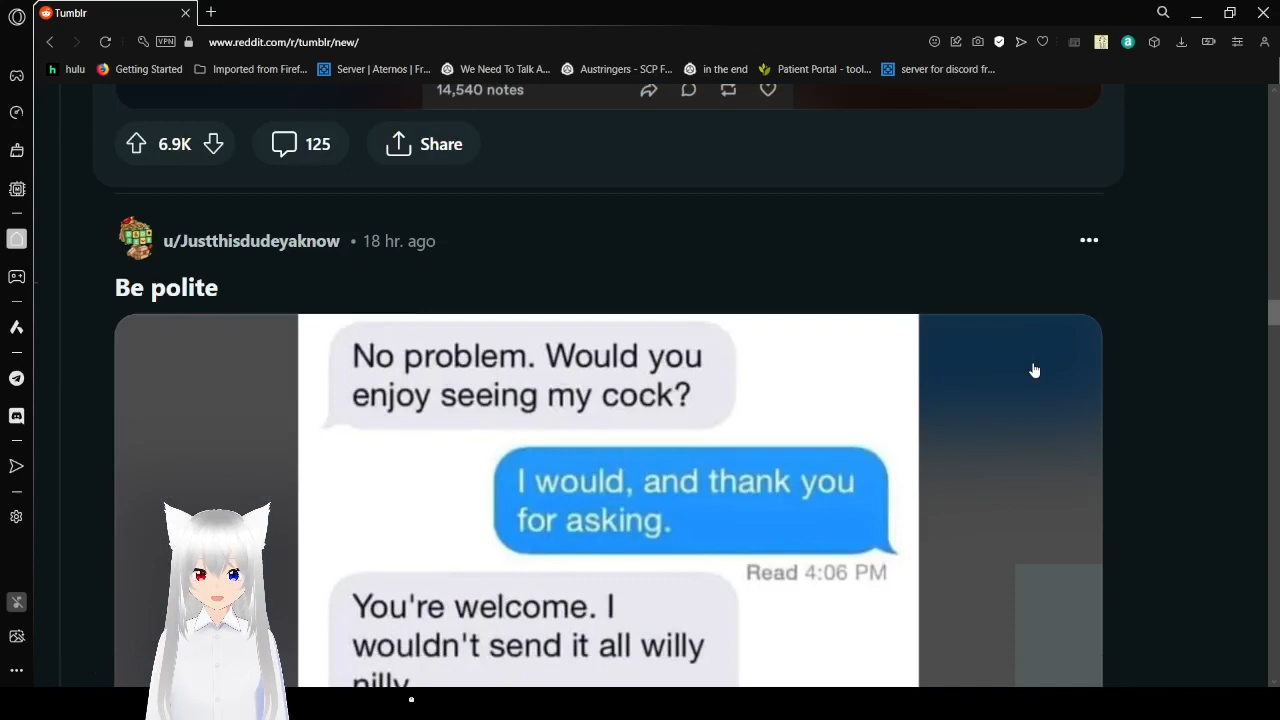 Tumblr
VPN
www.reddit.com/r/tumblr/new/
hulu
Getting Started
Imported from Firef...
Server | Aternos | Fr...
We Need To Talk A...
Austringers - SCP F...
in the end
Patient Portal - tool...
server for discord fr...
14,540 notes
6.9K
125
Share
u/Justthisdudeyaknow • 18 hr. ago
Be polite
No problem. Would you
enjoy seeing my cock?
I would, and thank you
for asking.
Read 4:06 PM
You're welcome. I
wouldn't send it all willy
nilly